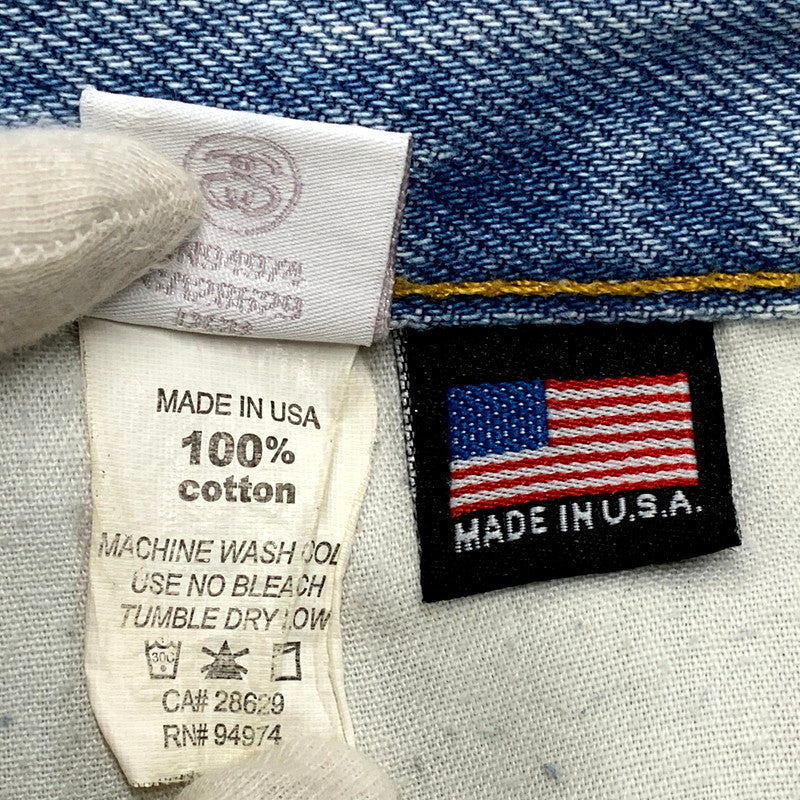 MADE IN USA
100%
cotton
MACHINE WASH COL
USE NO BLEACH
TUMBLE DRY LOW
30C
CA# 28629
RN# 94974
MADE IN U.S.A.